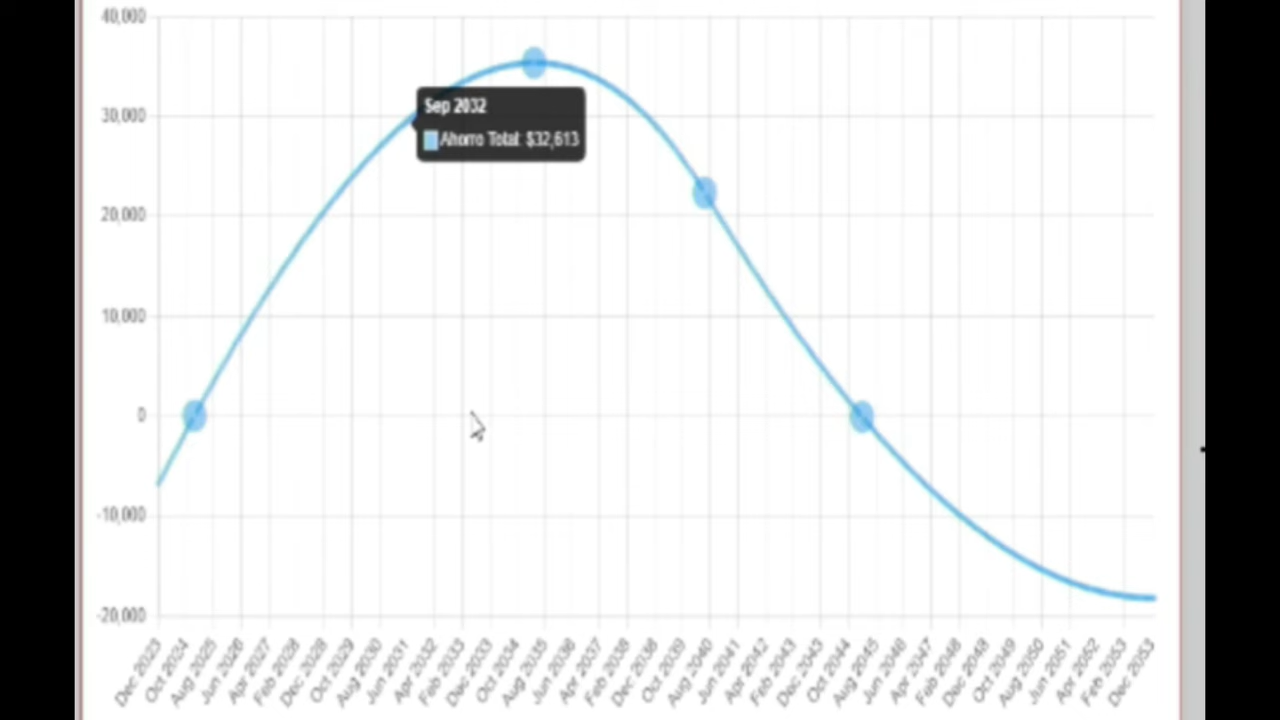 40,000
Sep 2032
Ahorro Total: $32,613
30,000
20,000
10,000
0
-10,000
-20,000
Dec 2023
Oct 2024
Aug 2025
Jun 2026
Apr 2027
Feb 2028
Dec 2028
Oct 2029
Aug 2030
Jun 2031
Apr 2032
Feb 2033
Dec 2033
Oct 2034
Aug 2035
Jun 2036
Apr 2037
Feb 2038
Dec 2038
Oct 2039
Aug 2040
Jun 2041
Apr 2042
Feb 2043
Dec 2043
Oct 2044
Aug 2045
Jun 2046
Apr 2047
Feb 2048
Dec 2048
Oct 2049
Aug 2050
Jun 2051
Apr 2052
Feb 2053
Dec 2053